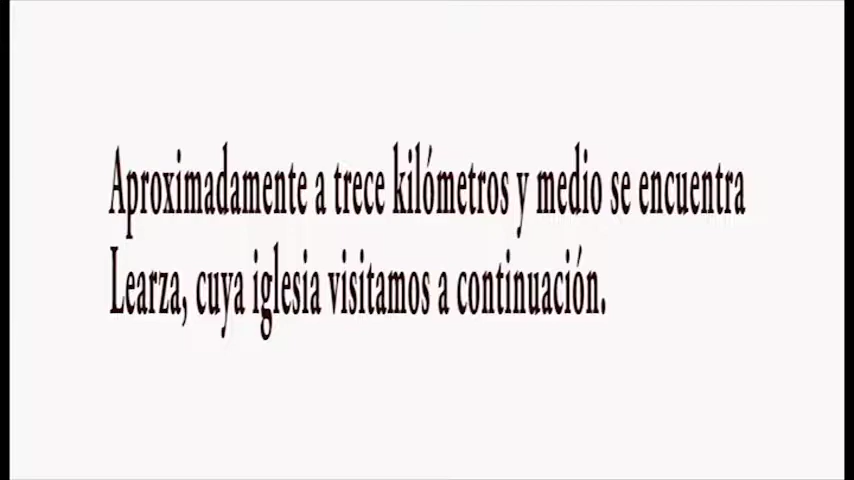 Aproximadamente a trece kilómetros y medio se encuentra
Learza, cuya iglesia visitamos a continuación.